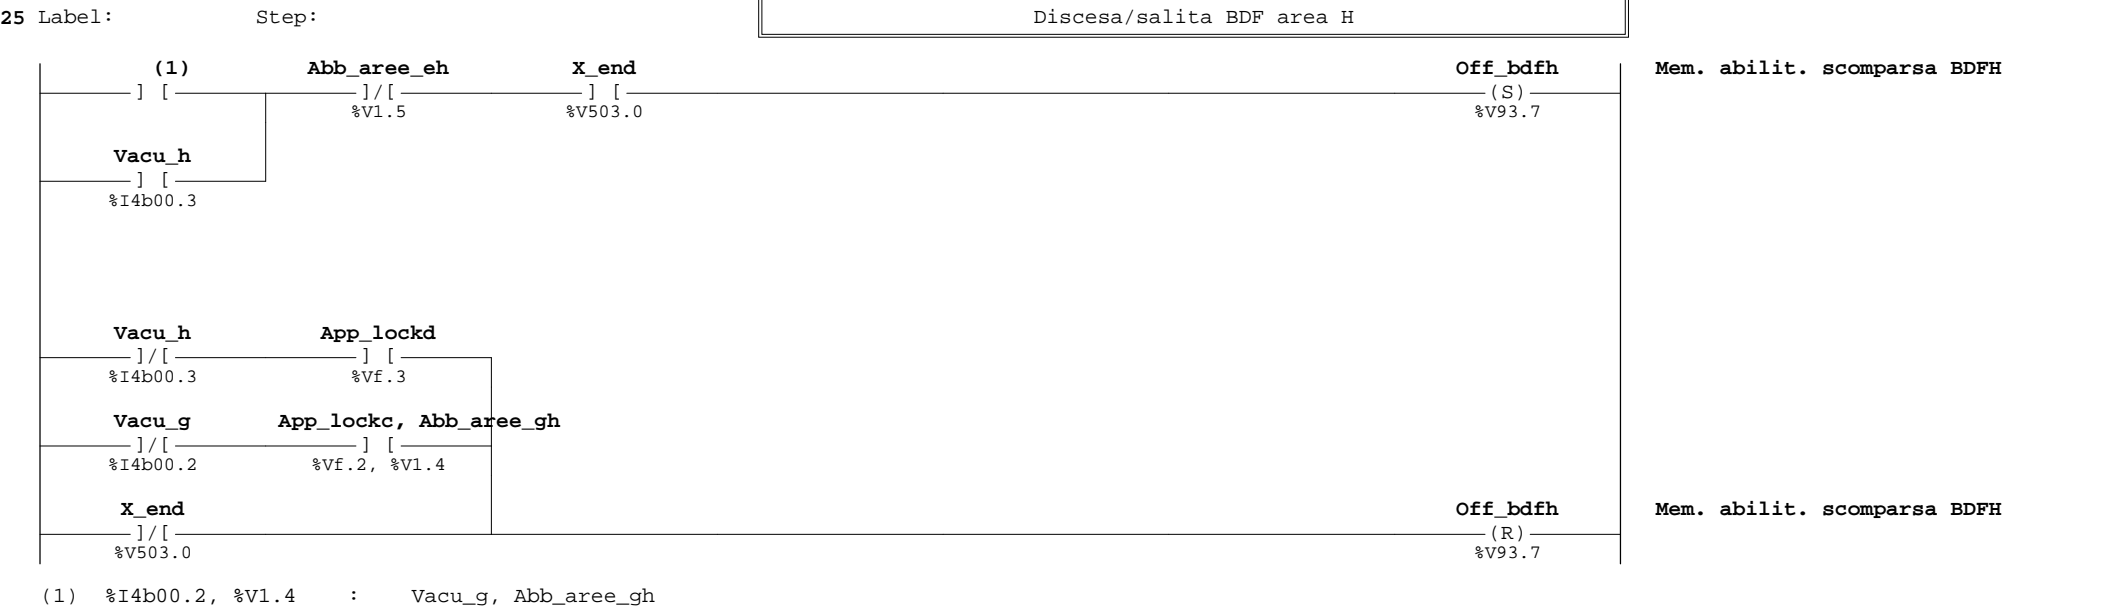 25 Label: Step: Discesa/salita BDF area H
(1) Abb_aree_eh X_end Off_bdfh Mem. abilit. scomparsa BDFH
] [ ]/[ ] [ (S)
%V1.5 %V503.0 %V93.7
Vacu_h
] [
%I4b00.3
Vacu_h App_lockd
]/[ ] [
%I4b00.3 %Vf.3
Vacu_g App_lockc, Abb_aree_gh
]/[ ] [
%I4b00.2 %Vf.2, %V1.4
X_end Off_bdfh Mem. abilit. scomparsa BDFH
]/[ (R)
%V503.0 %V93.7
(1) %I4b00.2, %V1.4 : Vacu_g, Abb_aree_gh